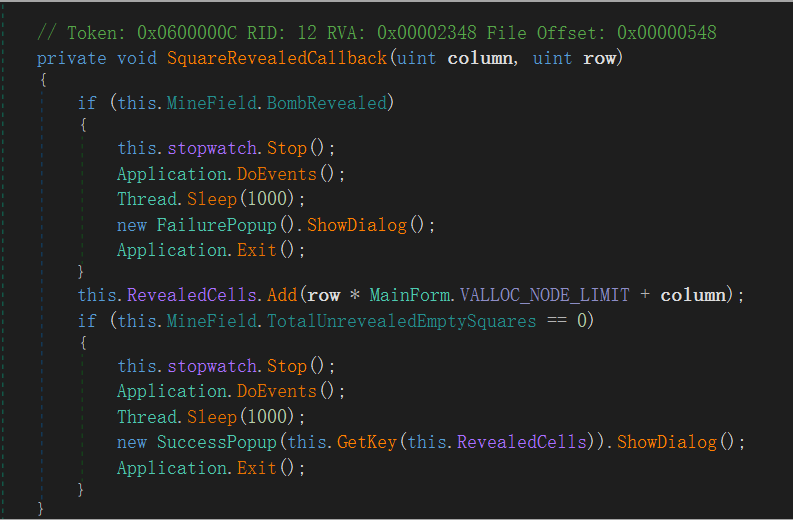 // Token: 0x0600000C RID: 12 RVA: 0x00002348 File Offset: 0x00000548
private void SquareRevealedCallback(uint column, uint row)
{
if (this.MineField.BombRevealed)
{
this.stopwatch.Stop();
Application.DoEvents();
Thread.Sleep(1000);
new FailurePopup().ShowDialog();
Application.Exit();
}
this.RevealedCells.Add(row * MainForm.VALLOC_NODE_LIMIT + column);
if (this.MineField.TotalUnrevealedEmptySquares == 0)
{
this.stopwatch.Stop();
Application.DoEvents();
Thread.Sleep(1000);
new SuccessPopup(this.GetKey(this.RevealedCells)).ShowDialog();
Application.Exit();
}
}